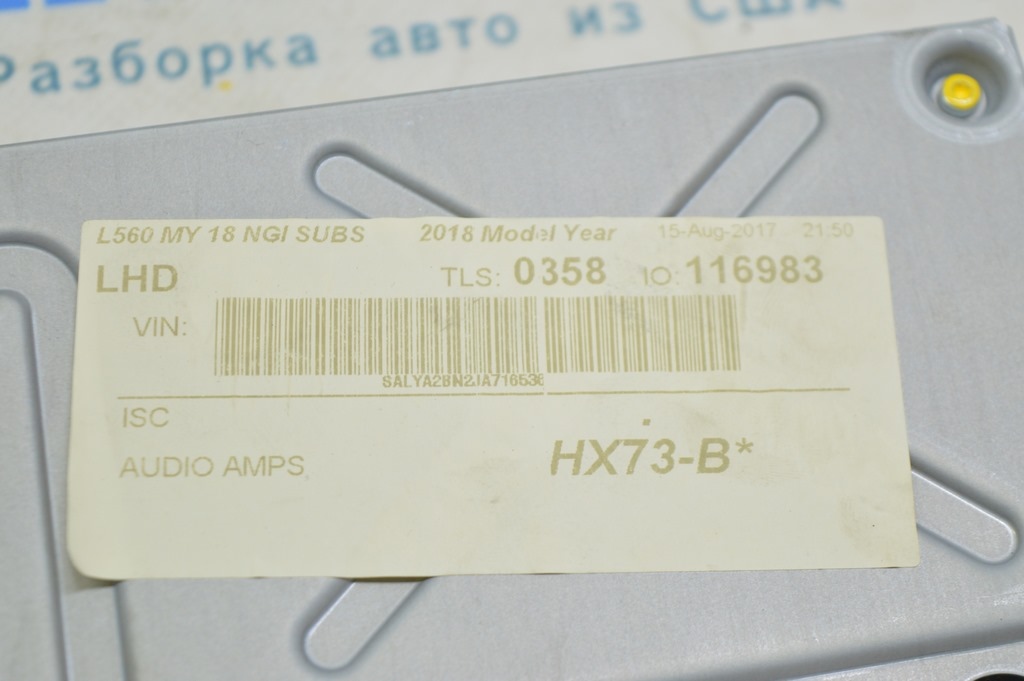 Разборка авто из США
L560 MY 18 NGI SUBS 2018 Model Year 15-Aug-2017 21:50
LHD TLS: 0358 IO: 116983
VIN:
SALYA2BN2JA716536
ISC
AUDIO AMPS HX73-B*